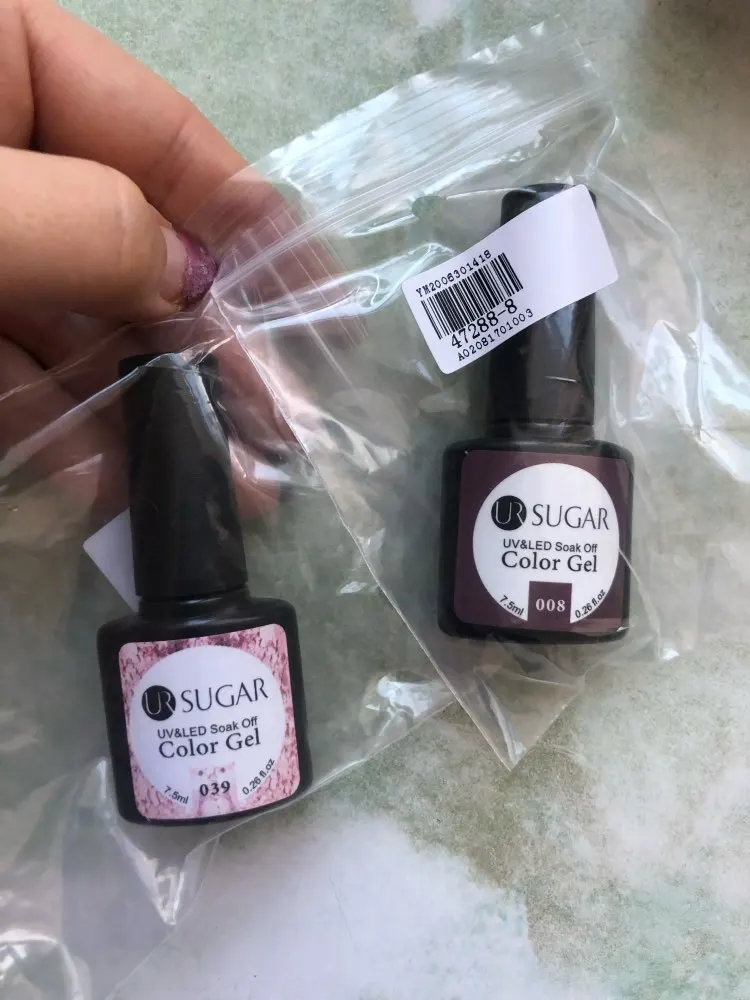 YM2008301418
47288-8
A02081701003
UR SUGAR
UV&LED Soak Off
Color Gel
7.5ml 008 0.26 fl.oz
UR SUGAR
UV&LED Soak Off
Color Gel
7.5ml 039 0.26 fl.oz